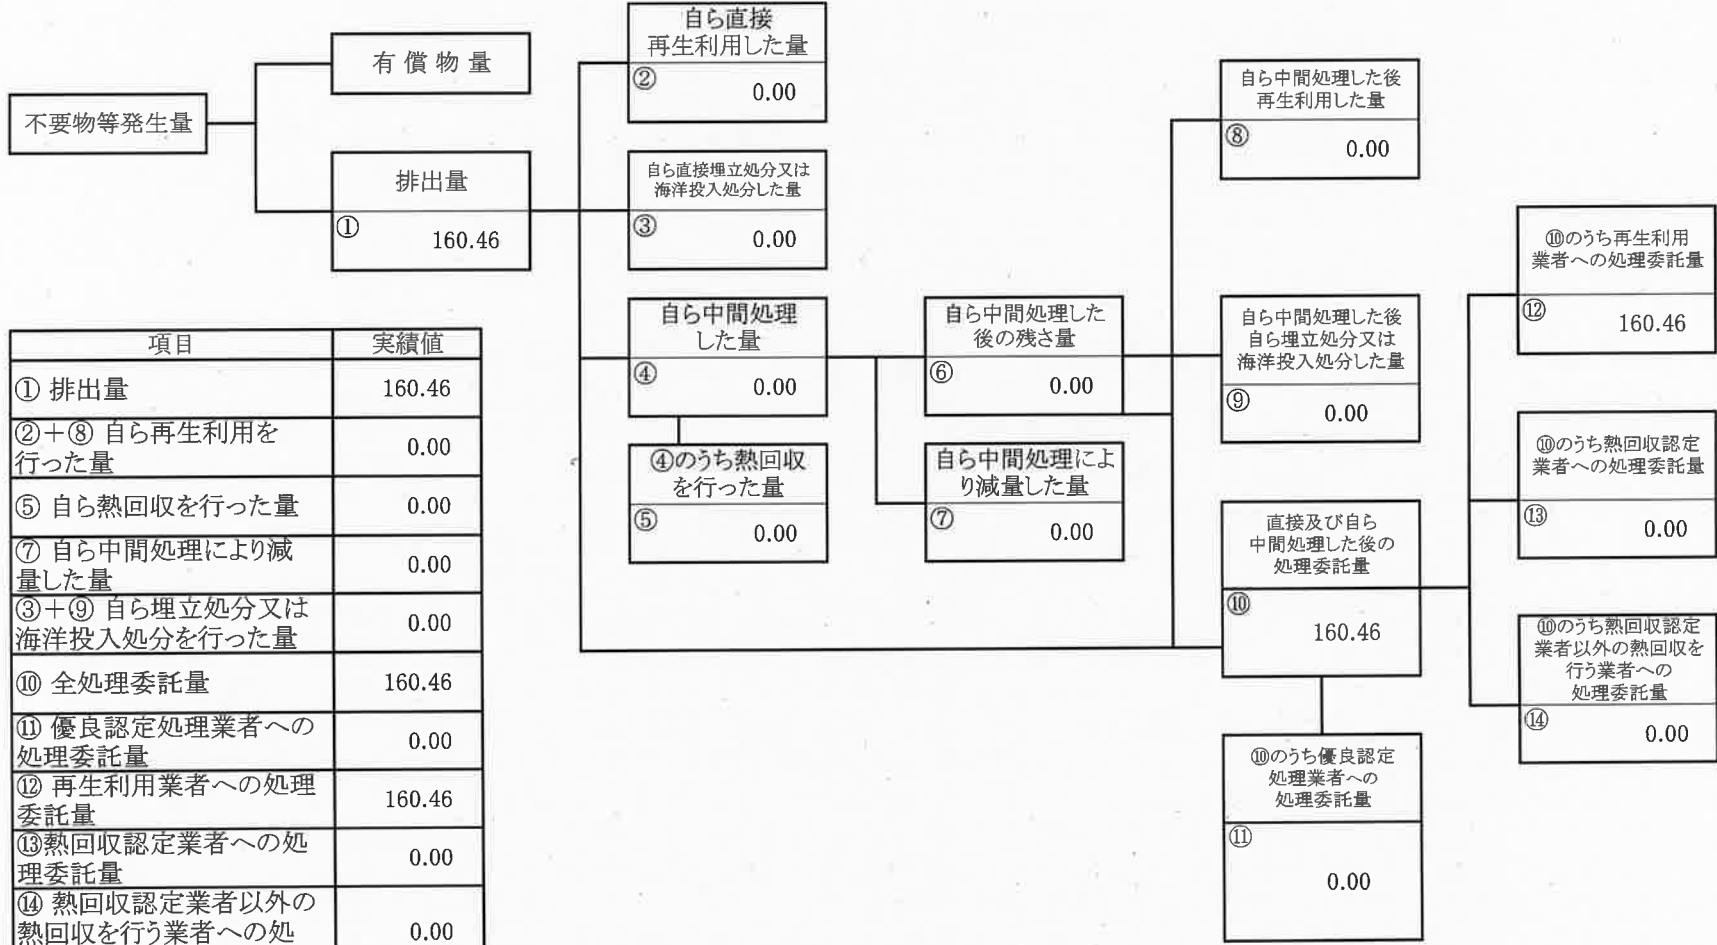 不要物等発生量
有償物量
排出量
①
160.46
自ら直接
再生利用した量
②
0.00
自ら直接埋立処分又は
海洋投入処分した量
③
0.00
自ら中間処理
した量
④
0.00
④のうち熱回収
を行った量
⑤
0.00
自ら中間処理した
後の残さ量
⑥
0.00
自ら中間処理によ
り減量した量
⑦
0.00
自ら中間処理した後
再生利用した量
⑧
0.00
自ら中間処理した後
自ら埋立処分又は
海洋投入処分した量
⑨
0.00
直接及び自ら
中間処理した後の
処理委託量
⑩
160.46
⑩のうち優良認定
処理業者への
処理委託量
⑪
0.00
⑩のうち再生利用
業者への処理委託量
⑫
160.46
⑩のうち熱回収認定
業者への処理委託量
⑬
0.00
⑩のうち熱回収認定
業者以外の熱回収を
行う業者への
処理委託量
⑭
0.00
項目 実績値
① 排出量 160.46
②+⑧ 自ら再生利用を
行った量 0.00
⑤ 自ら熱回収を行った量 0.00
⑦ 自ら中間処理により減
量した量 0.00
③+⑨ 自ら埋立処分又は
海洋投入処分を行った量 0.00
⑩ 全処理委託量 160.46
⑪ 優良認定処理業者への
処理委託量 0.00
⑫ 再生利用業者への処理
委託量 160.46
⑬熱回収認定業者への処
理委託量 0.00
⑭ 熱回収認定業者以外の
熱回収を行う業者への処 0.00